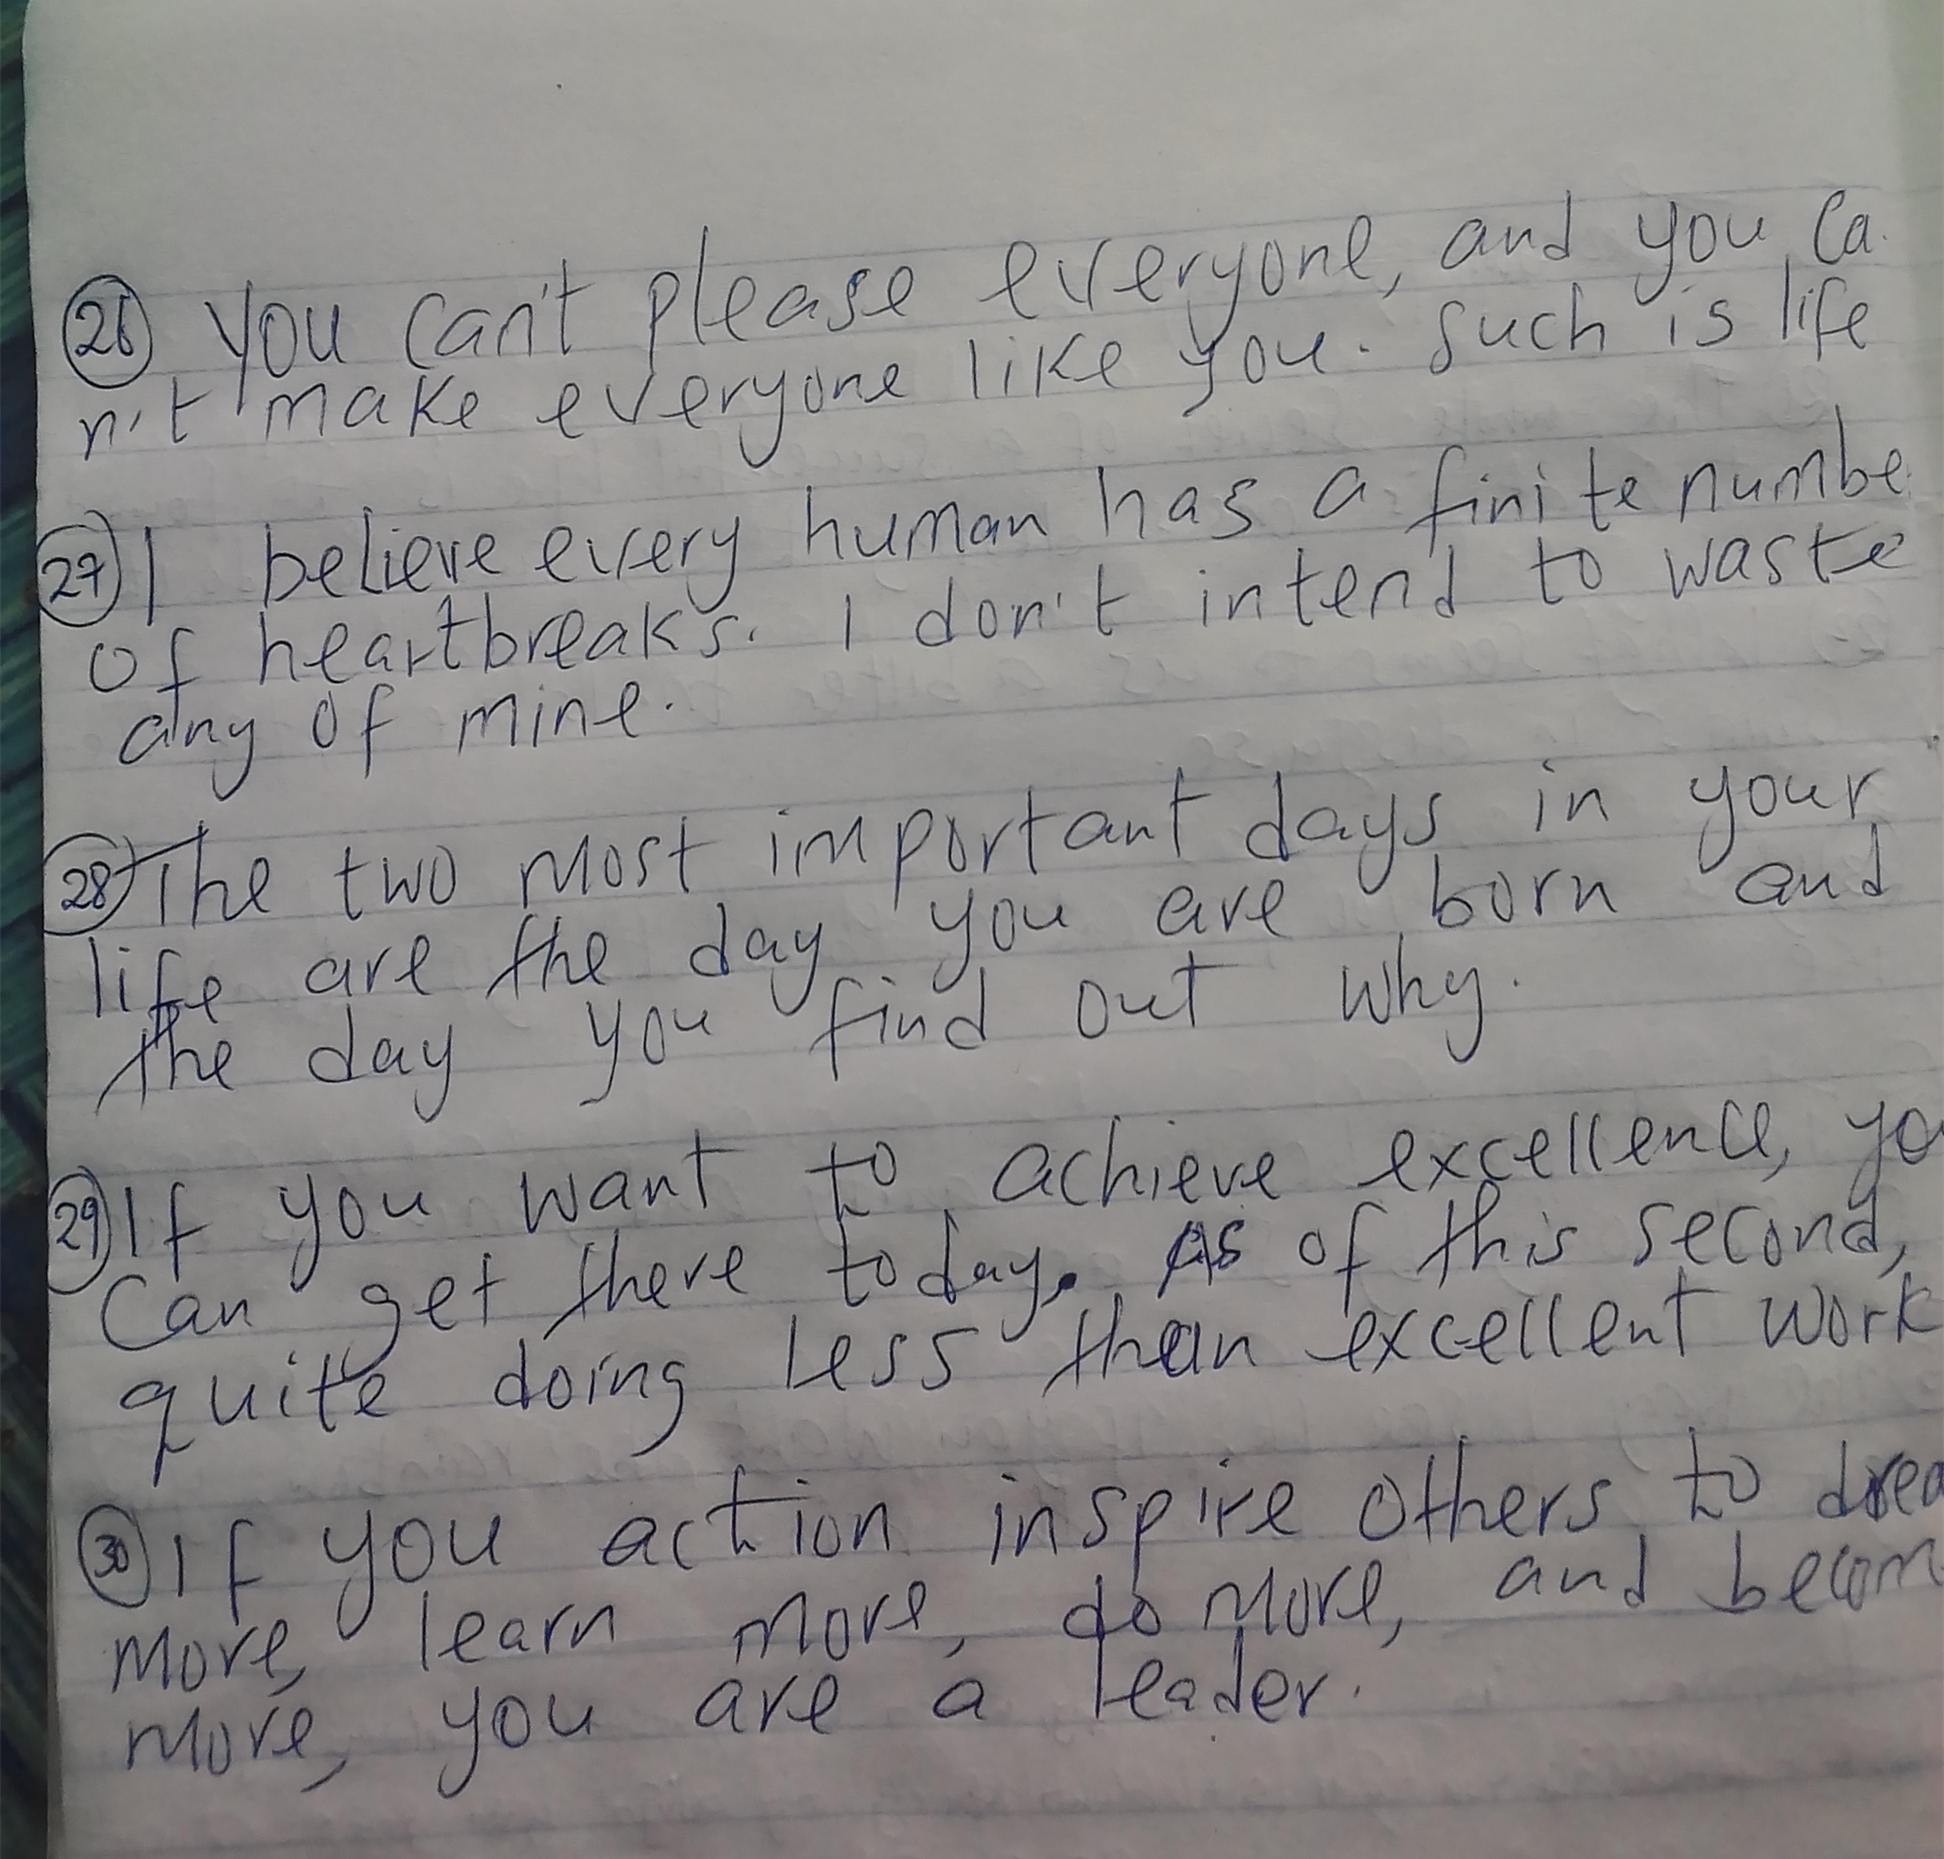 26 You can't please everyone, and you ca
n't make everyone like you. Such is life
27 I believe every human has a finite numbe
of heartbreaks. I don't intend to waste
any of mine.
28 The two most important days in your
life are the day you are born and
the day you find out why.
29 If you want to achieve excellence, yo
Can get there today. As of this second,
quite doing less than excellent work
30 If you action inspire others to drea
more, learn more, do more, and becom
more, you are a leader.